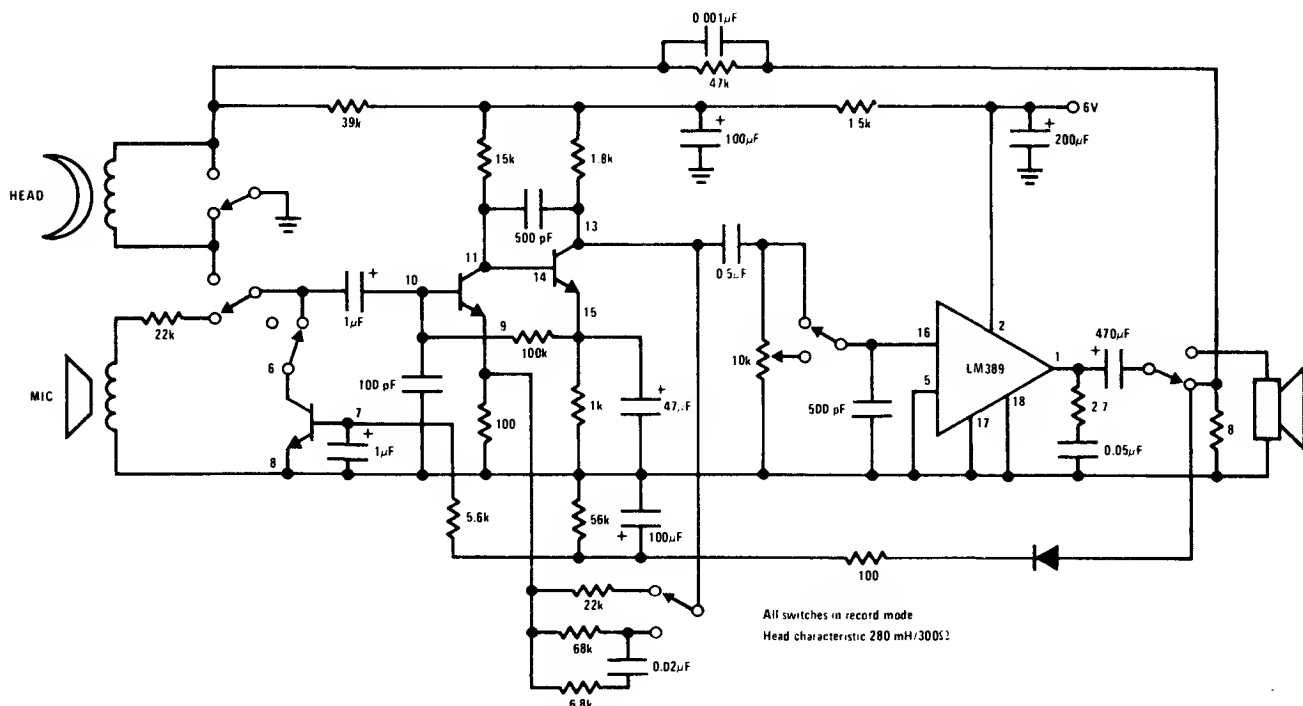 0 001µF
47k
39k
1 5k
6V
15k
1.8k
100µF
200µF
HEAD
500 pF
13
11
14
0 5µF
10
1µF
22k
9
100k
15
10k
16
2
470µF
1
LM389
5
18
17
MIC
6
100 pF
100
1k
47µF
500 pF
2 7
8
7
1µF
8
0.05µF
5.6k
56k
100µF
100
22k
68k
0.02µF
6.8k
All switches in record mode
Head characteristic 280 mH/300Ω